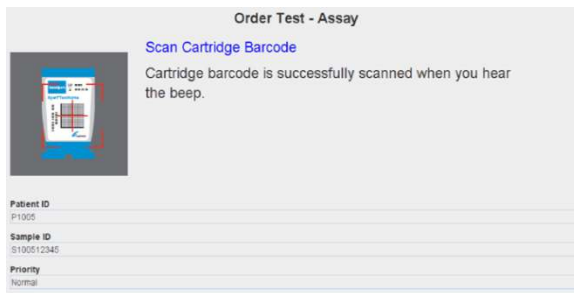 Order Test - Assay
Scan Cartridge Barcode
Cartridge barcode is successfully scanned when you hear
the beep.
Patient ID
P1005
Sample ID
S100512345
Priority
Normal